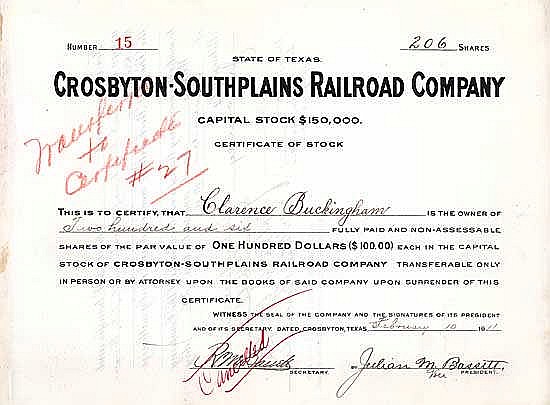 NUMBER 15 206 SHARES
STATE OF TEXAS.
CROSBYTON-SOUTHPLAINS RAILROAD COMPANY
CAPITAL STOCK $150,000.
CERTIFICATE OF STOCK
Transferred
to
Certificate
#27
THIS IS TO CERTIFY, THAT Clarence Buckingham IS THE OWNER OF
Two hundred and six FULLY PAID AND NON-ASSESSABLE
SHARES OF THE PAR VALUE OF ONE HUNDRED DOLLARS ($100.00) EACH IN THE CAPITAL
STOCK OF CROSBYTON-SOUTHPLAINS RAILROAD COMPANY TRANSFERABLE ONLY
IN PERSON OR BY ATTORNEY UPON THE BOOKS OF SAID COMPANY UPON SURRENDER OF THIS
CERTIFICATE.
WITNESS THE SEAL OF THE COMPANY AND THE SIGNATURES OF ITS PRESIDENT
AND OF ITS SECRETARY. DATED, CROSBYTON, TEXAS February 10 1911
Cancelled
Julian M. Bassett
SECRETARY. Vice PRESIDENT.